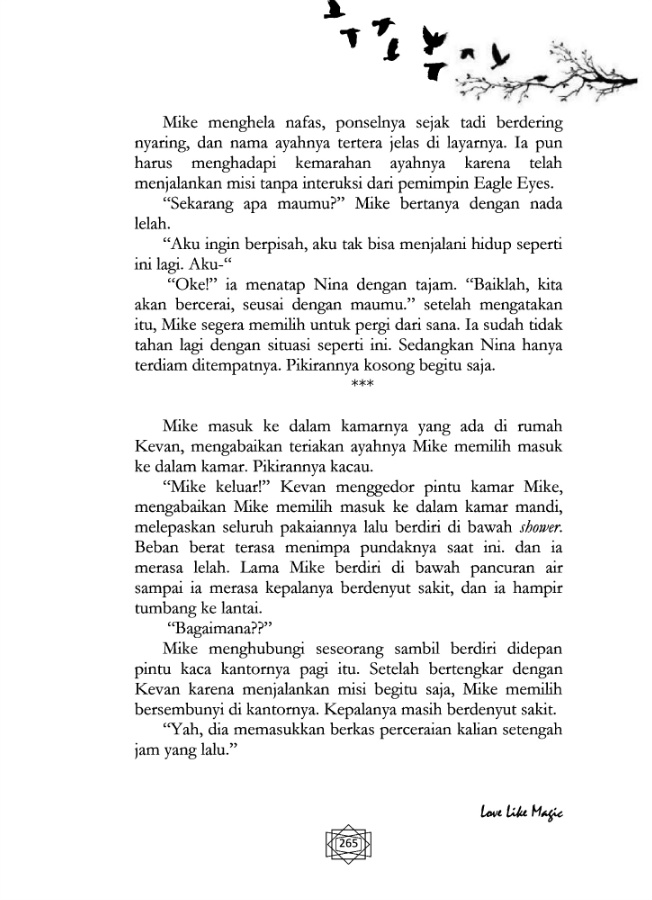 Mike menghela nafas, ponselnya sejak tadi berdering
nyaring, dan nama ayahnya tertera jelas di layarnya. Ia pun
harus menghadapi kemarahan ayahnya karena telah
menjalankan misi tanpa interuksi dari pemimpin Eagle Eyes.
“Sekarang apa maumu?” Mike bertanya dengan nada
lelah.
“Aku ingin berpisah, aku tak bisa menjalani hidup seperti
ini lagi. Aku-“
“Oke!” ia menatap Nina dengan tajam. “Baiklah, kita
akan bercerai, seusai dengan maumu.” setelah mengatakan
itu, Mike segera memilih untuk pergi dari sana. Ia sudah tidak
tahan lagi dengan situasi seperti ini. Sedangkan Nina hanya
terdiam ditempatnya. Pikirannya kosong begitu saja.
***
Mike masuk ke dalam kamarnya yang ada di rumah
Kevan, mengabaikan teriakan ayahnya Mike memilih masuk
ke dalam kamar. Pikirannya kacau.
“Mike keluar!” Kevan menggedor pintu kamar Mike,
mengabaikan Mike memilih masuk ke dalam kamar mandi,
melepaskan seluruh pakaiannya lalu berdiri di bawah shower.
Beban berat terasa menimpa pundaknya saat ini. dan ia
merasa lelah. Lama Mike berdiri di bawah pancuran air
sampai ia merasa kepalanya berdenyut sakit, dan ia hampir
tumbang ke lantai.
“Bagaimana??”
Mike menghubungi seseorang sambil berdiri didepan
pintu kaca kantornya pagi itu. Setelah bertengkar dengan
Kevan karena menjalankan misi begitu saja, Mike memilih
bersembunyi di kantornya. Kepalanya masih berdenyut sakit.
“Yah, dia memasukkan berkas perceraian kalian setengah
jam yang lalu.”
Love Like Magic
265